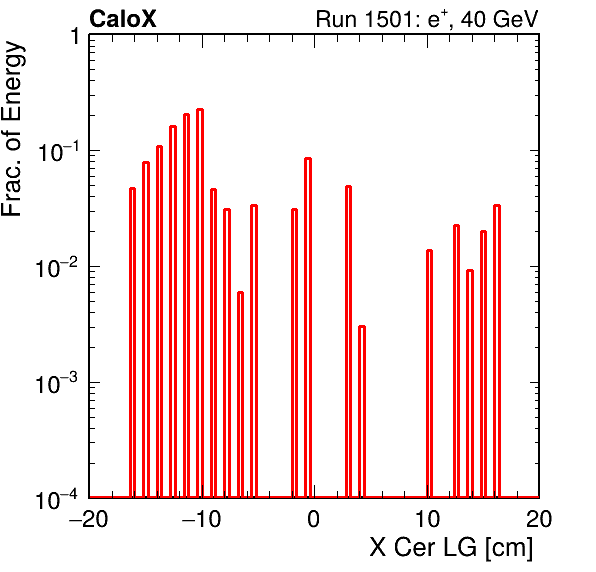 CaloX Run 1501: e⁺, 40 GeV
Frac. of Energy
1
10⁻¹
10⁻²
10⁻³
10⁻⁴
−20 −10 0 10 20
X Cer LG [cm]